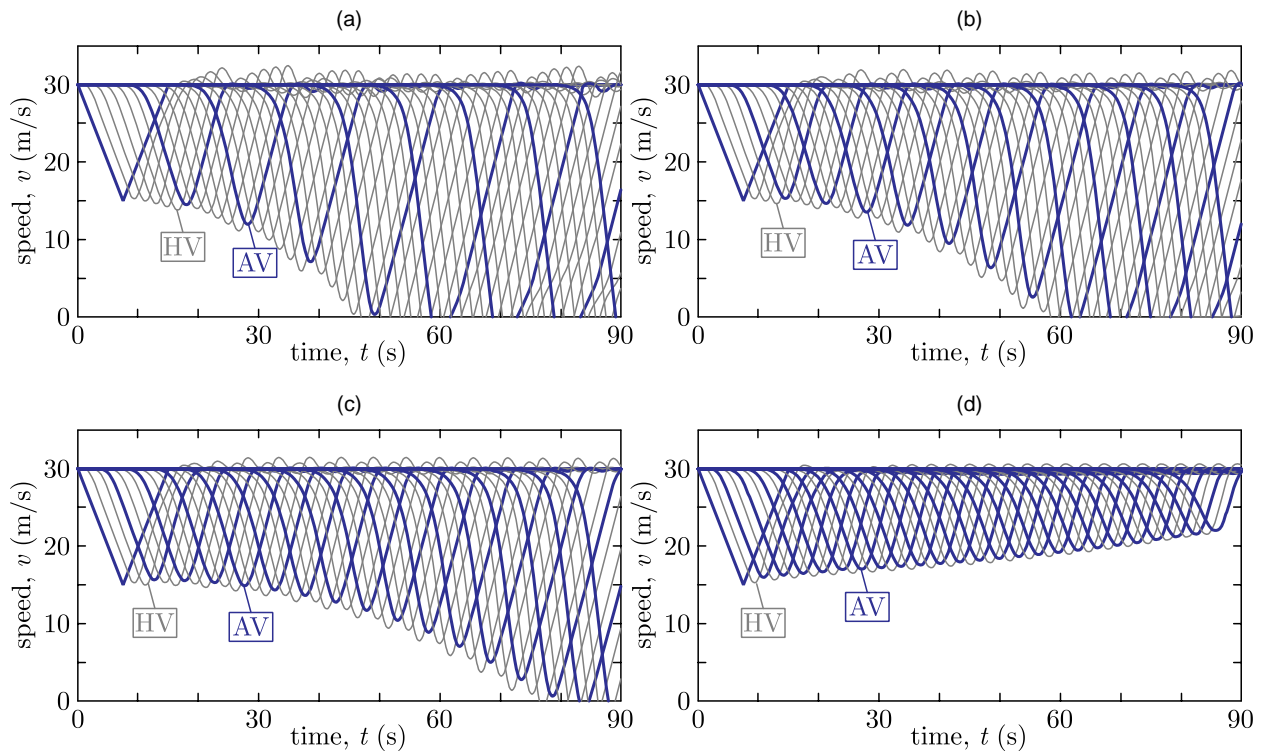 (a)
speed, v (m/s)
30
20
10
0
HV
AV
0 30 60 90
time, t (s)
(b)
speed, v (m/s)
30
20
10
0
HV
AV
0 30 60 90
time, t (s)
(c)
speed, v (m/s)
30
20
10
0
HV
AV
0 30 60 90
time, t (s)
(d)
speed, v (m/s)
30
20
10
0
HV
AV
0 30 60 90
time, t (s)